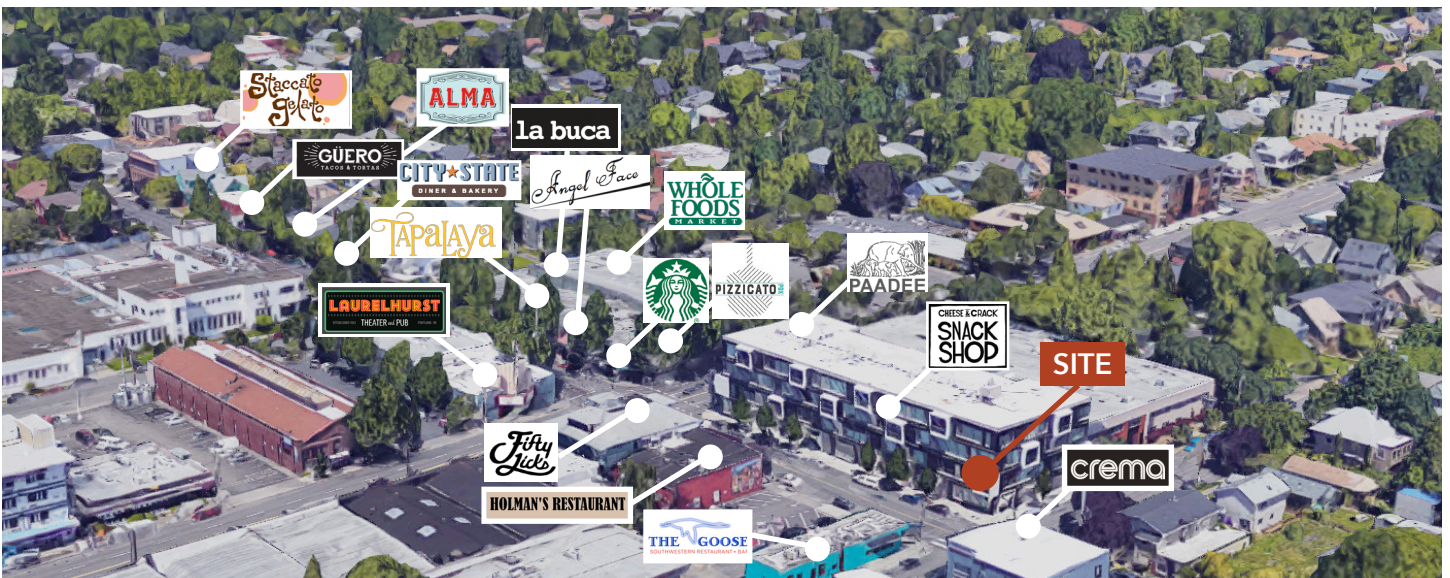 Staccato
gelato
ALMA
la buca
GÜERO
TACOS & TORTAS
CITY STATE
DINER & BAKERY
Angel Face
WHOLE
FOODS
MARKET
TAPALAYA
PIZZICATO
PAADEE
LAURELHURST
THEATER and PUB
CHEESE & CRACK
SNACK
SHOP
SITE
Fifty
Licks
crema
HOLMAN'S RESTAURANT
THE GOOSE
SOUTHWESTERN RESTAURANT • BAR